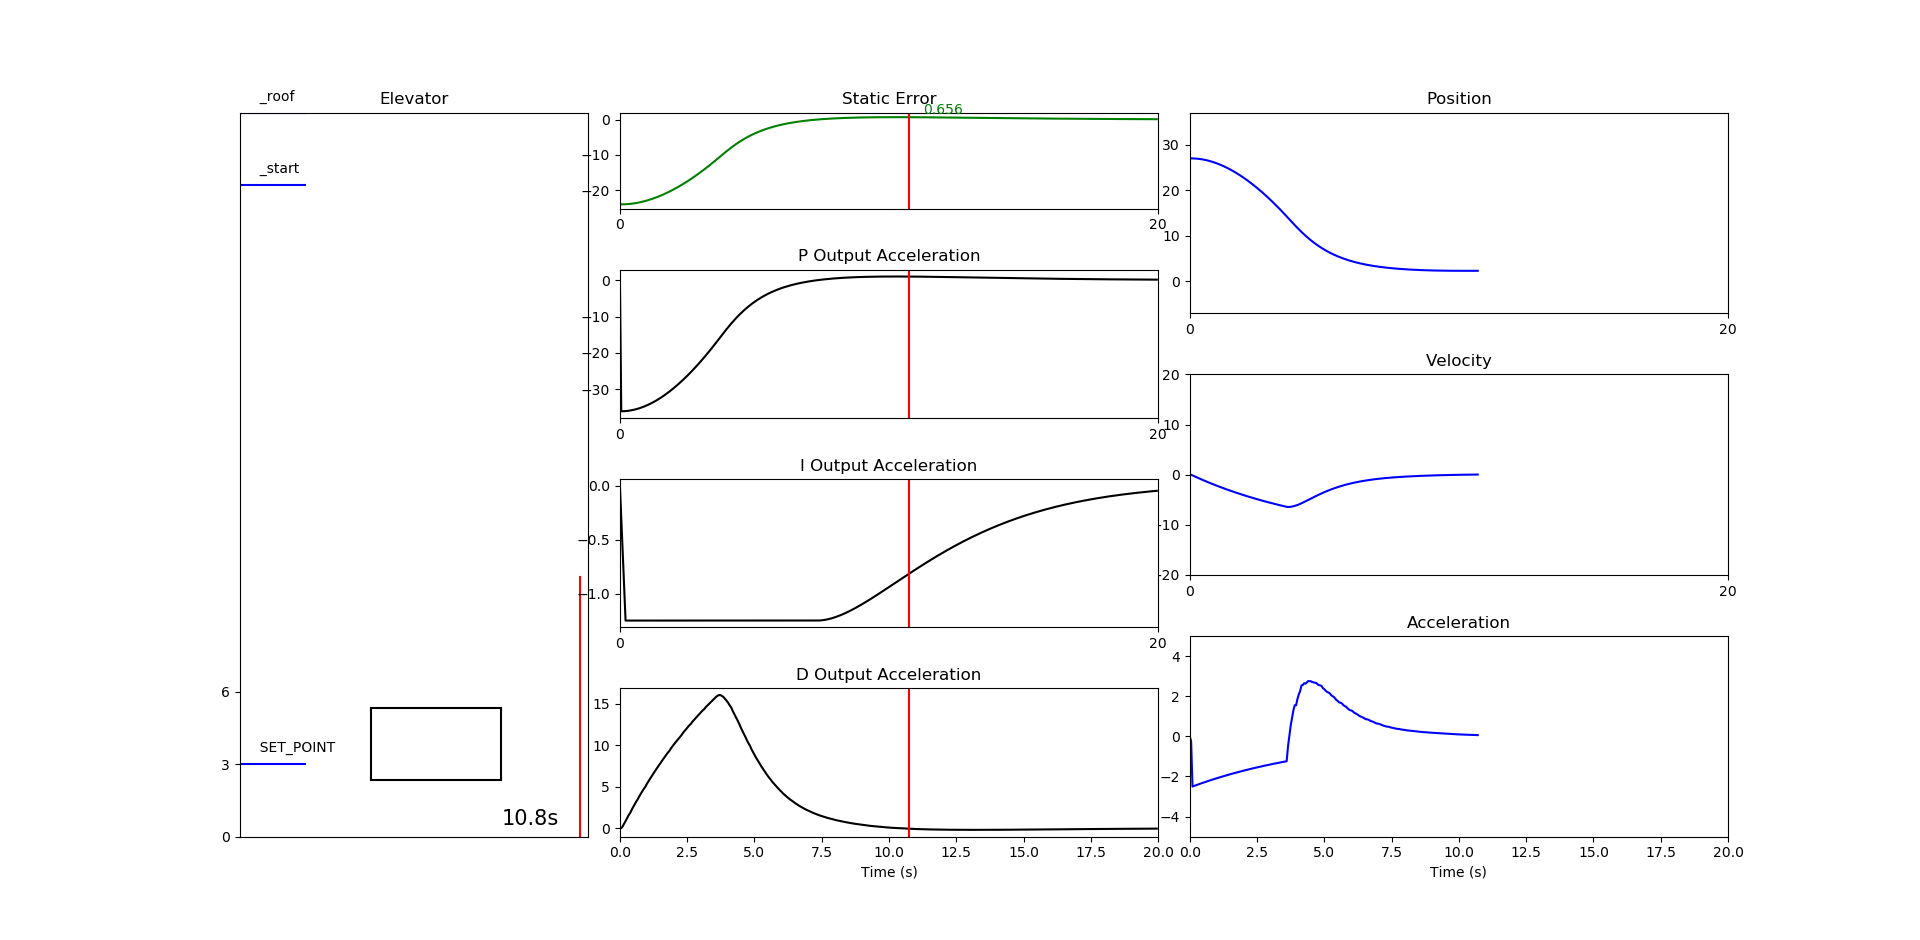 _roof
Elevator
_start
6
SET_POINT
3
10.8s
0
Static Error
0.656
0
−10
−20
0
20
P Output Acceleration
0
−10
−20
−30
0
20
I Output Acceleration
0.0
−0.5
−1.0
0
20
D Output Acceleration
15
10
5
0
0.0 2.5 5.0 7.5 10.0 12.5 15.0 17.5 20.0
Time (s)
Position
30
20
10
0
0
20
Velocity
20
10
0
-10
-20
0
20
Acceleration
4
2
0
−2
−4
0.0 2.5 5.0 7.5 10.0 12.5 15.0 17.5 20.0
Time (s)